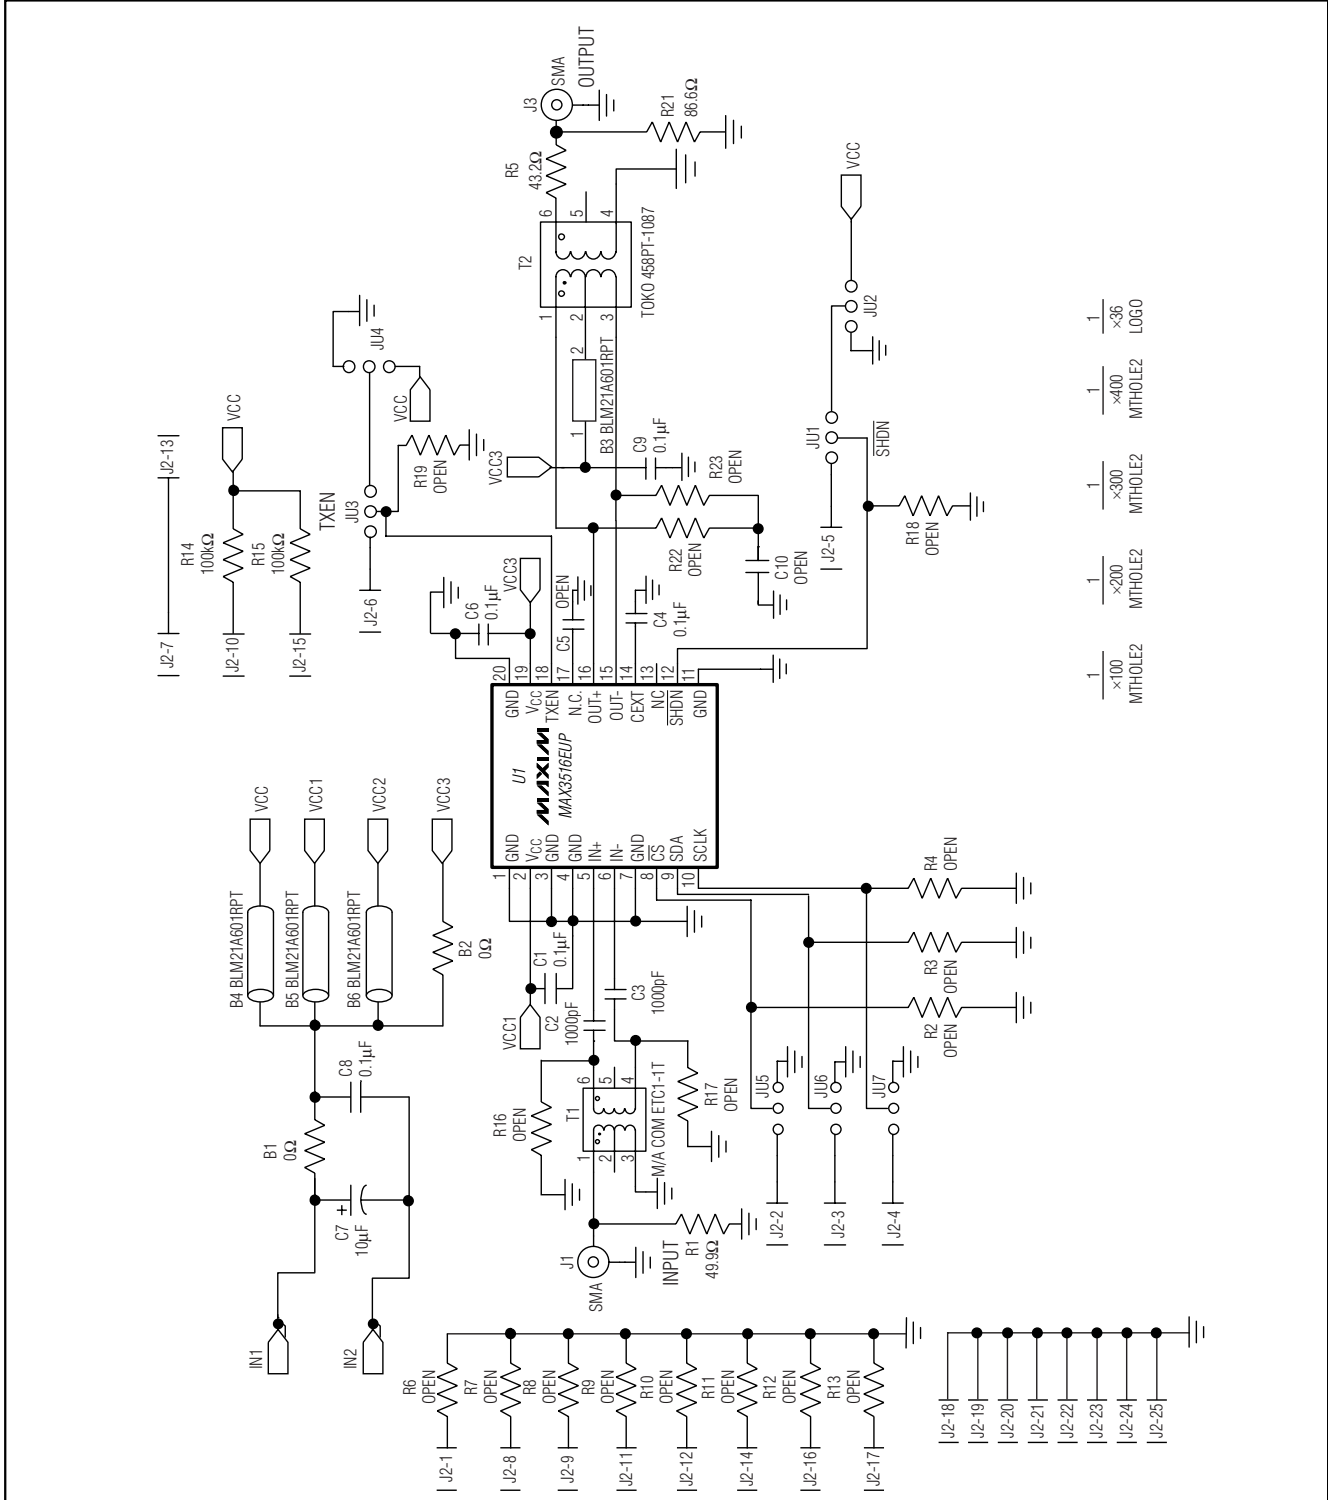 J3
SMA
OUTPUT
R5
43.2Ω
R21
86.6Ω
T2
6
5
4
1
2
3
TOKO 458PT-1087
2
1
B3 BLM21A601RPT
VCC3
C9
0.1µF
R23
OPEN
R22
OPEN
C10
OPEN
VCC
JU2
JU1
SHDN
J2-5
R18
OPEN
1
×36
LOGO
1
×400
MTHOLE2
1
×300
MTHOLE2
1
×200
MTHOLE2
1
×100
MTHOLE2
J2-13
J2-7
VCC
R14
100kΩ
R15
100kΩ
J2-10
J2-15
JU4
VCC
TXEN
JU3
R19
OPEN
J2-6
C6
0.1µF
VCC3
OPEN
C5
C4
0.1µF
20
19
18
17
16
15
14
13
12
11
GND
VCC
TXEN
N.C.
OUT+
OUT-
CEXT
NC
SHDN
GND
U1
MAXIM
MAX3516EUP
GND
VCC
GND
GND
IN+
IN-
GND
CS
SDA
SCLK
1
2
3
4
5
6
7
8
9
10
VCC
VCC1
VCC2
VCC3
B4 BLM21A601RPT
B5 BLM21A601RPT
B6 BLM21A601RPT
B2
0Ω
C8
0.1µF
B1
0Ω
C7
+
10µF
IN1
IN2
VCC1
C1
0.1µF
C2
1000pF
C3
1000pF
R16
OPEN
T1
6
5
4
1
2
3
M/A COM ETC1-1T
R17
OPEN
J1
SMA
INPUT
R1
49.9Ω
R4
OPEN
R3
OPEN
R2
OPEN
JU5
JU6
JU7
J2-2
J2-3
J2-4
R6
OPEN
R7
OPEN
R8
OPEN
R9
OPEN
R10
OPEN
R11
OPEN
R12
OPEN
R13
OPEN
J2-1
J2-8
J2-9
J2-11
J2-12
J2-14
J2-16
J2-17
J2-18
J2-19
J2-20
J2-21
J2-22
J2-23
J2-24
J2-25